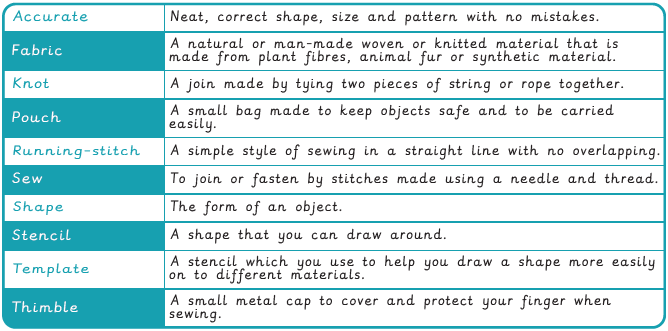 Accurate
Neat, correct shape, size and pattern with no mistakes.
Fabric
A natural or man-made woven or knitted material that is
made from plant fibres, animal fur or synthetic material.
Knot
A join made by tying two pieces of string or rope together.
Pouch
A small bag made to keep objects safe and to be carried
easily.
Running-stitch
A simple style of sewing in a straight line with no overlapping.
Sew
To join or fasten by stitches made using a needle and thread.
Shape
The form of an object.
Stencil
A shape that you can draw around.
Template
A stencil which you use to help you draw a shape more easily
on to different materials.
Thimble
A small metal cap to cover and protect your finger when
sewing.